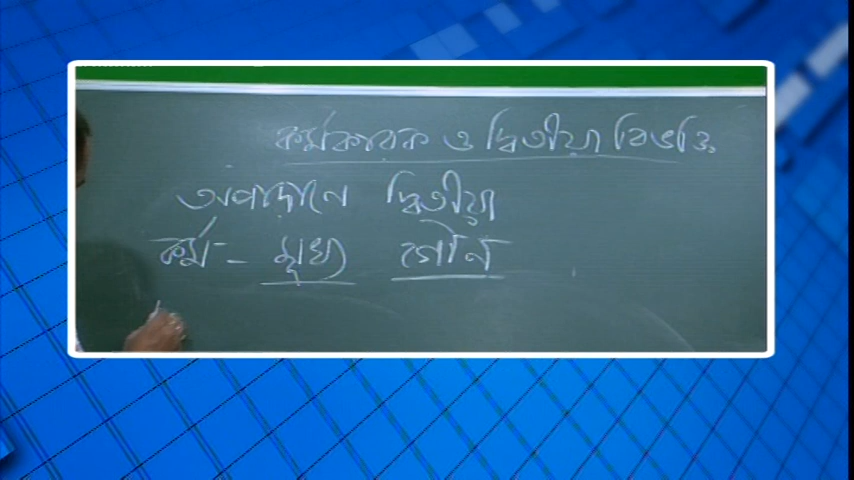 কর্মকারক ও দ্বিতীয়া বিভক্তি
অপাদানে দ্বিতীয়া
কর্ম - মুখ্য গৌন